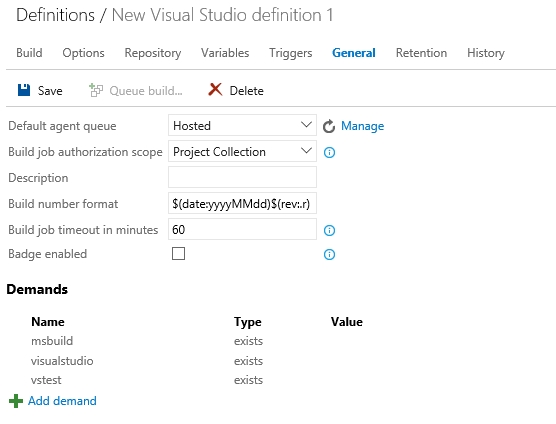 Definitions / New Visual Studio definition 1
Build Options Repository Variables Triggers General Retention History
Save Queue build... Delete
Default agent queue Hosted Manage
Build job authorization scope Project Collection
Description
Build number format $(date:yyyyMMdd)$(rev:.r)
Build job timeout in minutes 60
Badge enabled
Demands
Name Type Value
msbuild exists
visualstudio exists
vstest exists
Add demand